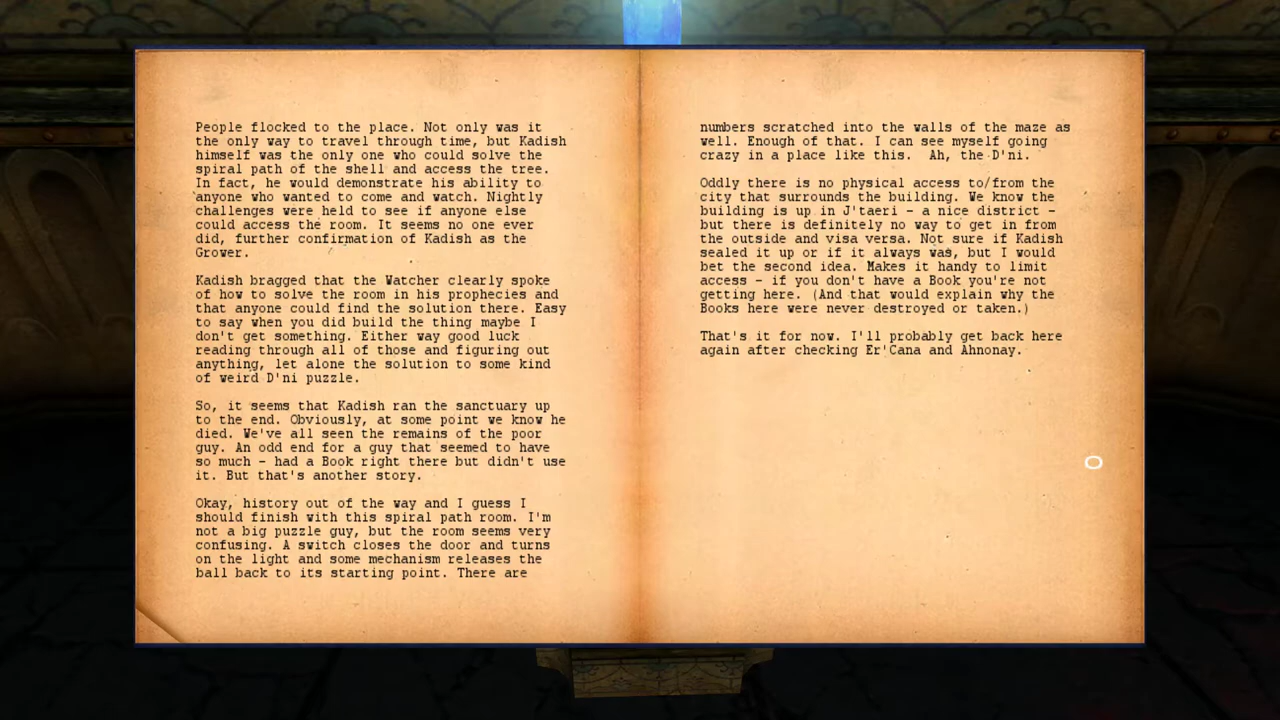 People flocked to the place. Not only was it
the only way to travel through time, but Kadish
himself was the only one who could solve the
spiral path of the shell and access the tree.
In fact, he would demonstrate his ability to
anyone who wanted to come and watch. Nightly
challenges were held to see if anyone else
could access the room. It seems no one ever
did, further confirmation of Kadish as the
Grower.
Kadish bragged that the Watcher clearly spoke
of how to solve the room in his prophecies and
that anyone could find the solution there. Easy
to say when you did build the thing maybe I
don't get something. Either way good luck
reading through all of those and figuring out
anything, let alone the solution to some kind
of weird D'ni puzzle.
So, it seems that Kadish ran the sanctuary up
to the end. Obviously, at some point we know he
died. We've all seen the remains of the poor
guy. An odd end for a guy that seemed to have
so much - had a Book right there but didn't use
it. But that's another story.
Okay, history out of the way and I guess I
should finish with this spiral path room. I'm
not a big puzzle guy, but the room seems very
confusing. A switch closes the door and turns
on the light and some mechanism releases the
ball back to its starting point. There are
numbers scratched into the walls of the maze as
well. Enough of that. I can see myself going
crazy in a place like this.  Ah, the D'ni.
Oddly there is no physical access to/from the
city that surrounds the building. We know the
building is up in J'taeri - a nice district -
but there is definitely no way to get in from
the outside and visa versa. Not sure if Kadish
sealed it up or if it always was, but I would
bet the second idea. Makes it handy to limit
access - if you don't have a Book you're not
getting here. (And that would explain why the
Books here were never destroyed or taken.)
That's it for now. I'll probably get back here
again after checking Er'Cana and Ahnonay.